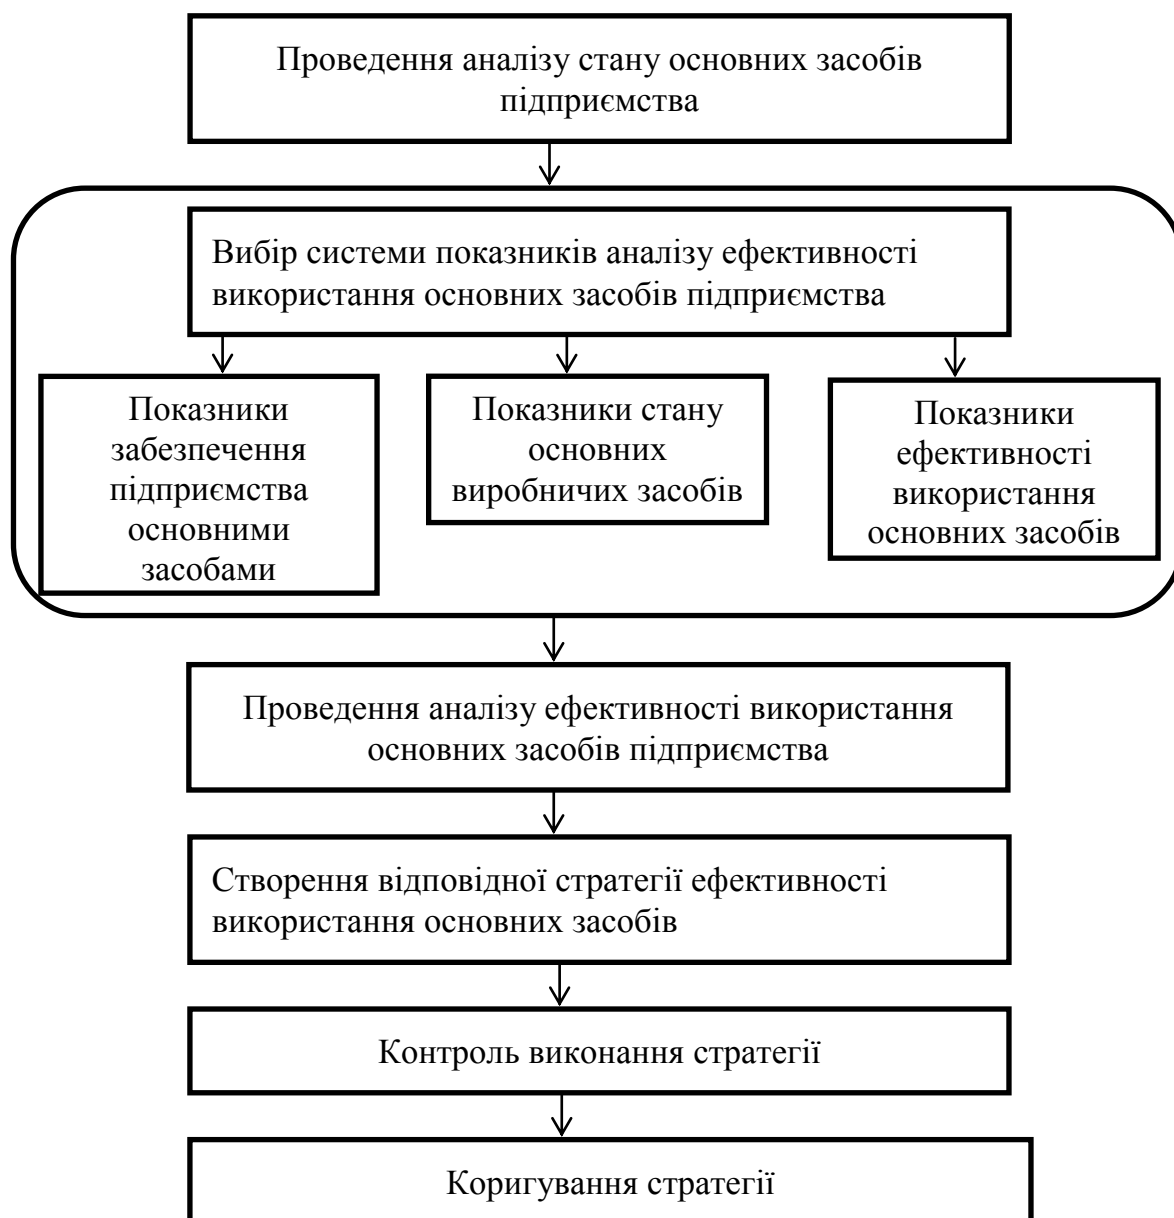 Проведення аналізу стану основних засобів
підприємства
Вибір системи показників аналізу ефективності
використання основних засобів підприємства
Показники
забезпечення
підприємства
основними
засобами
Показники стану
основних
виробничих засобів
Показники
ефективності
використання
основних засобів
Проведення аналізу ефективності використання
основних засобів підприємства
Створення відповідної стратегії ефективності
використання основних засобів
Контроль виконання стратегії
Коригування стратегії